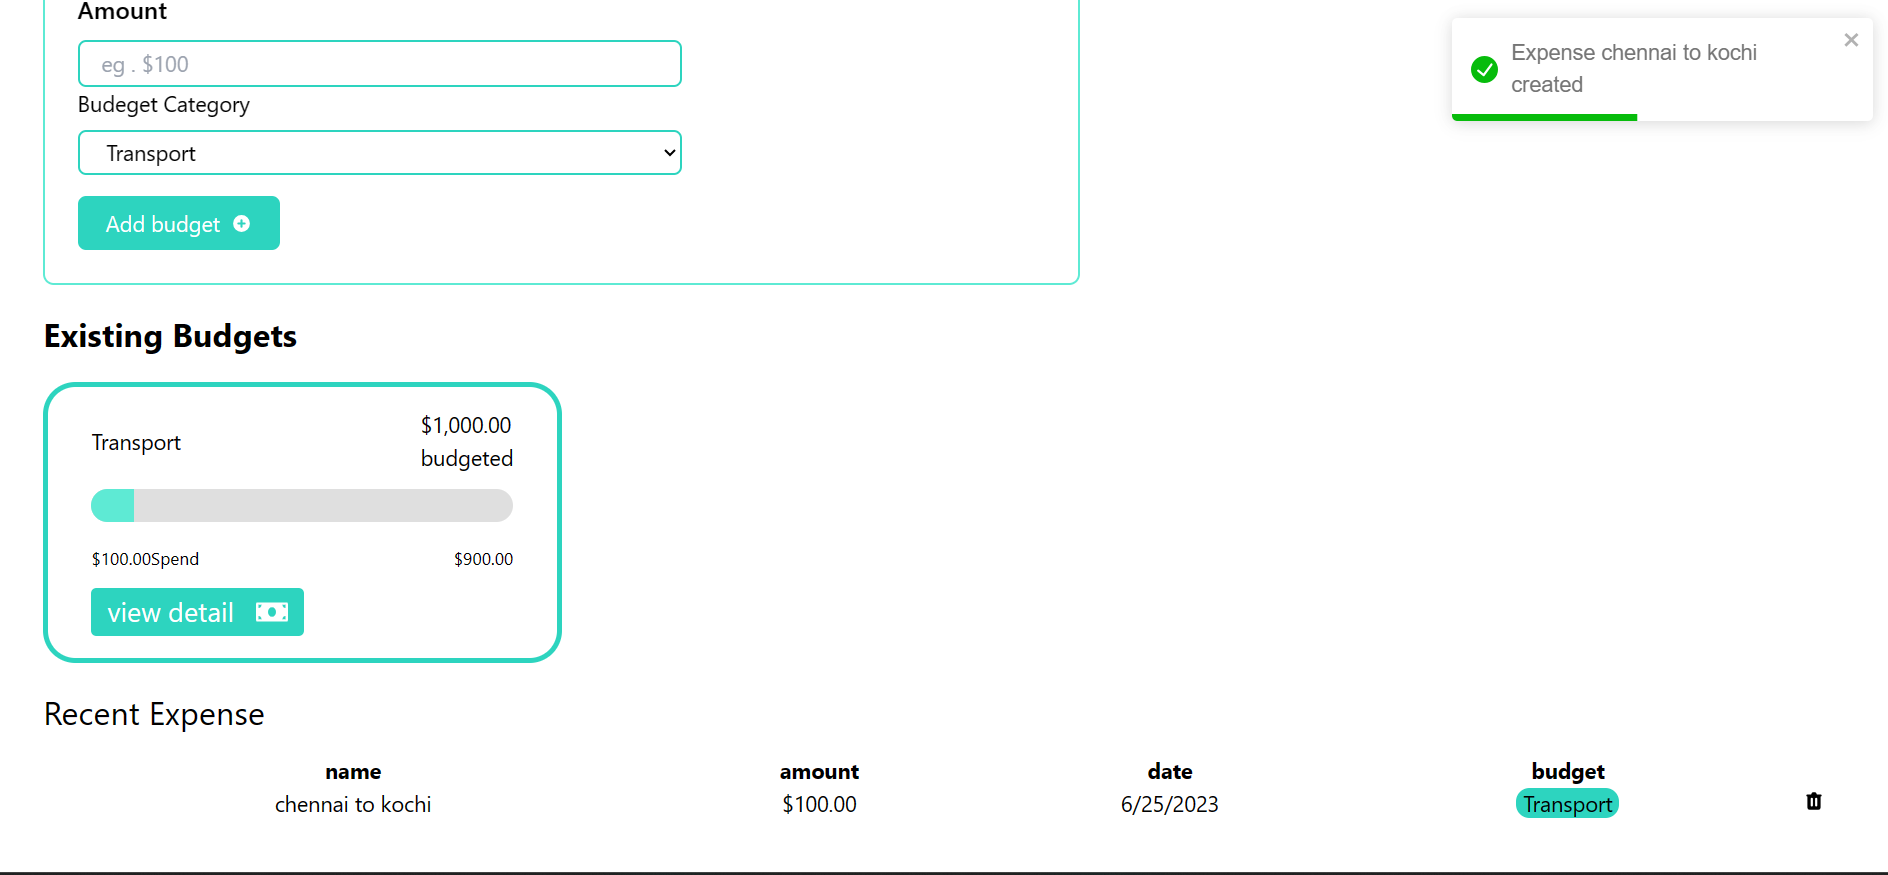 Amount
eg . $100
Budeget Category
Transport
Add budget
Expense chennai to kochi
created
Existing Budgets
Transport
$1,000.00
budgeted
$100.00Spend $900.00
view detail
Recent Expense
name amount date budget
chennai to kochi $100.00 6/25/2023 Transport